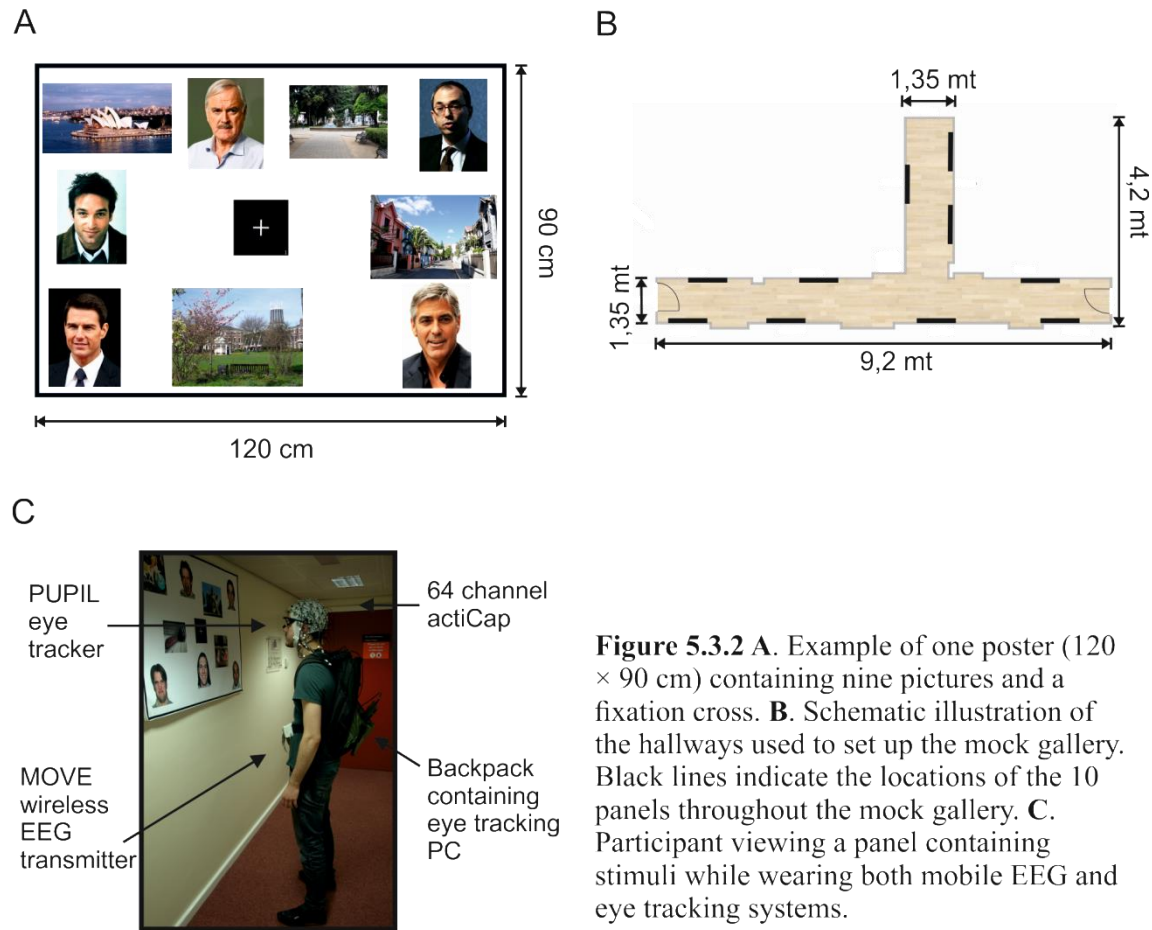 A
90 cm
120 cm
B
1,35 mt
4,2 mt
1,35 mt
9,2 mt
C
PUPIL
eye
tracker
64 channel
actiCap
MOVE
wireless
EEG
transmitter
Backpack
containing
eye tracking
PC
Figure 5.3.2 A. Example of one poster (120
× 90 cm) containing nine pictures and a
fixation cross. B. Schematic illustration of
the hallways used to set up the mock gallery.
Black lines indicate the locations of the 10
panels throughout the mock gallery. C.
Participant viewing a panel containing
stimuli while wearing both mobile EEG and
eye tracking systems.